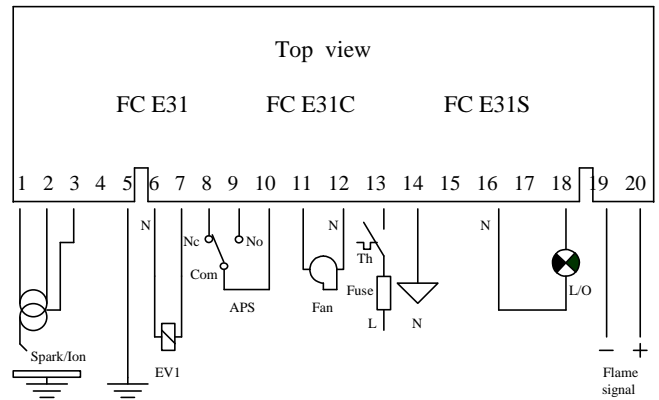 Top view
FC E31 FC E31C FC E31S
1 2 3 4 5 6 7 8 9 10 11 12 13 14 15 16 17 18 19 20
N N N
Nc No Th
Com
Fuse L/O
APS Fan L N
Spark/Ion EV1 − + 
Flame
signal